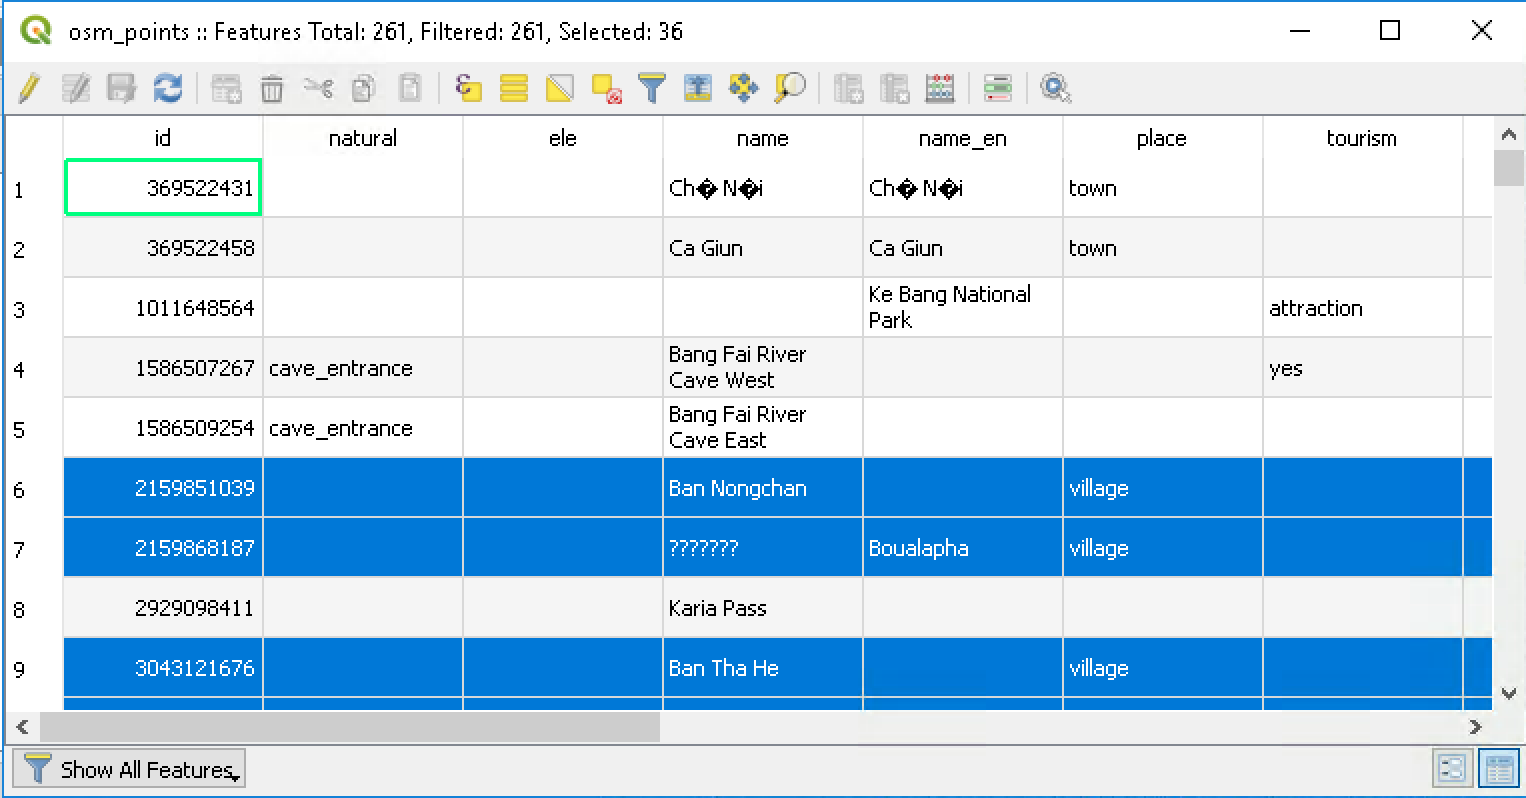 osm_points :: Features Total: 261, Filtered: 261, Selected: 36
id natural ele name name_en place tourism
1 369522431 Ch� N�i Ch� N�i town
2 369522458 Ca Giun Ca Giun town
3 1011648564 Ke Bang National
Park attraction
4 1586507267 cave_entrance Bang Fai River
Cave West yes
5 1586509254 cave_entrance Bang Fai River
Cave East
6 2159851039 Ban Nongchan village
7 2159868187 ??????? Boualapha village
8 2929098411 Karia Pass
9 3043121676 Ban Tha He village
Show All Features